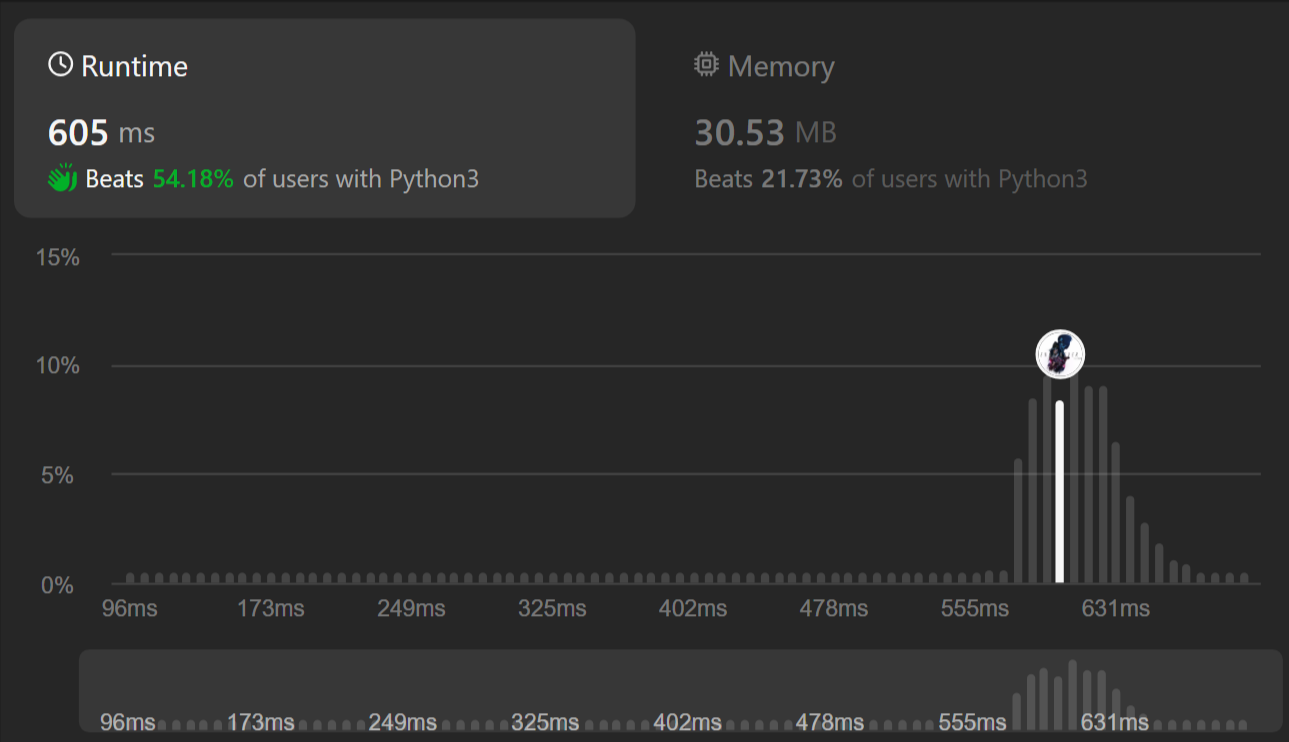 Runtime
605 ms
Beats 54.18% of users with Python3
Memory
30.53 MB
Beats 21.73% of users with Python3
15%
10%
5%
0%
96ms 173ms 249ms 325ms 402ms 478ms 555ms 631ms
96ms 173ms 249ms 325ms 402ms 478ms 555ms 631ms